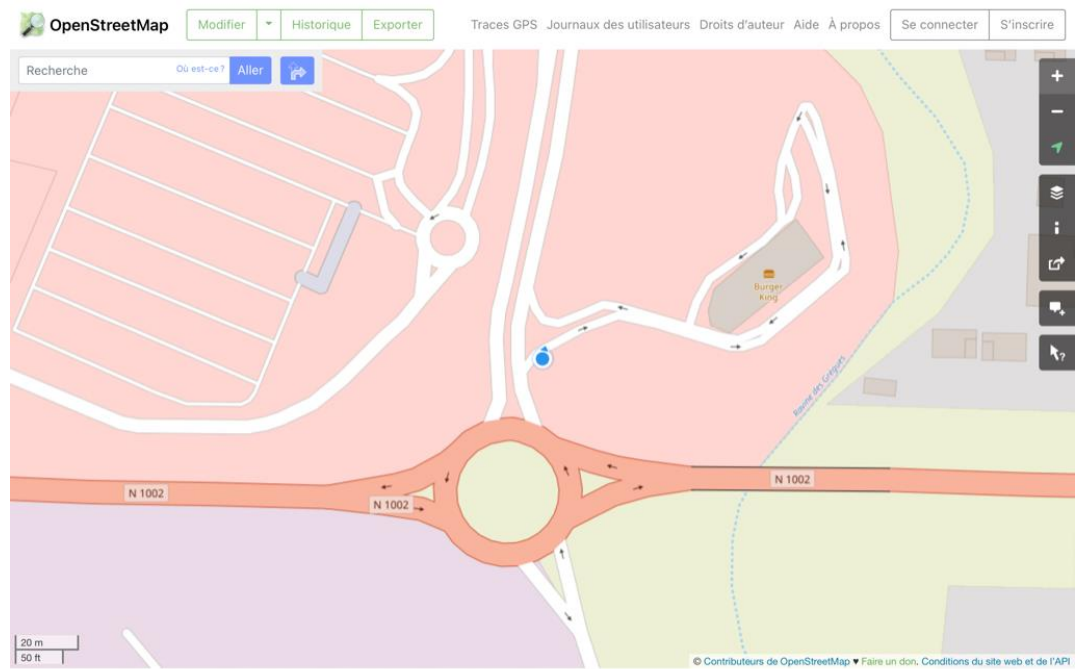 OpenStreetMap
Modifier
Historique
Exporter
Traces GPS
Journaux des utilisateurs
Droits d'auteur
Aide
À propos
Se connecter
S'inscrire
Recherche
Où est-ce ?
Aller
Burger
King
Ravine des Grègues
N 1002
N 1002
N 1002
20 m
50 ft
© Contributeurs de OpenStreetMap ♥ Faire un don. Conditions du site web et de l'API